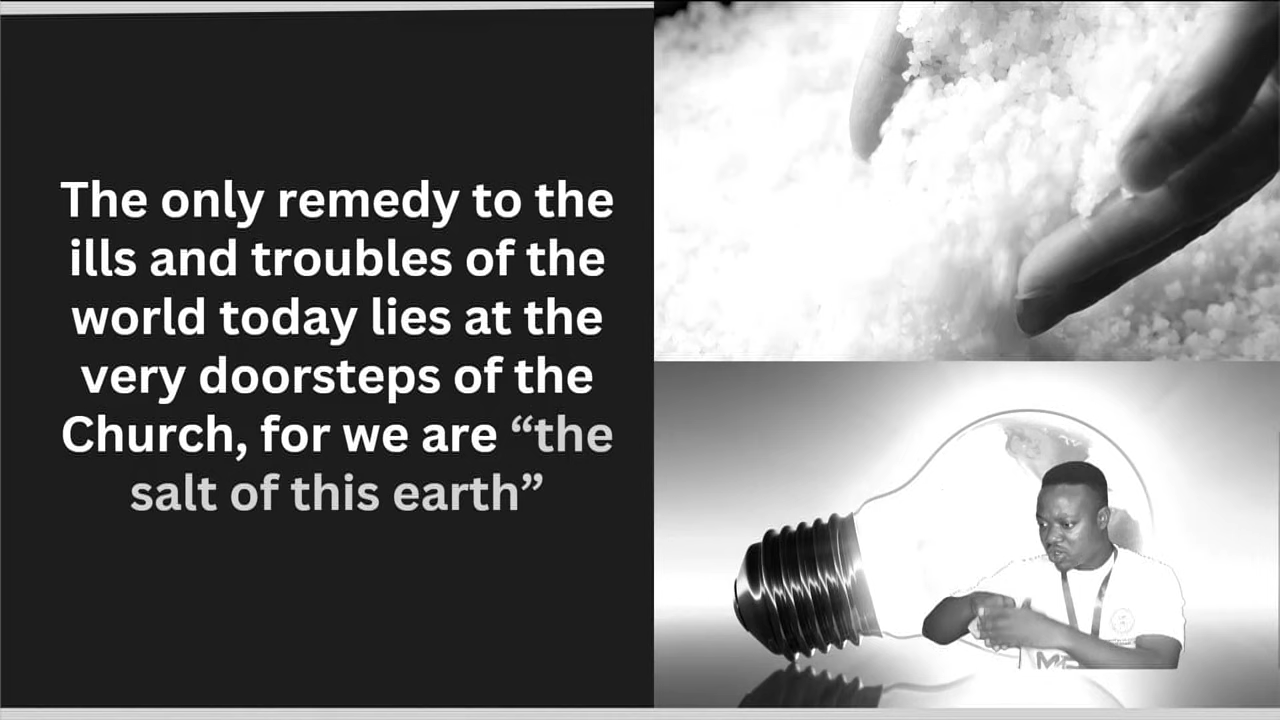 The only remedy to the
ills and troubles of the
world today lies at the
very doorsteps of the
Church, for we are “the
salt of this earth”